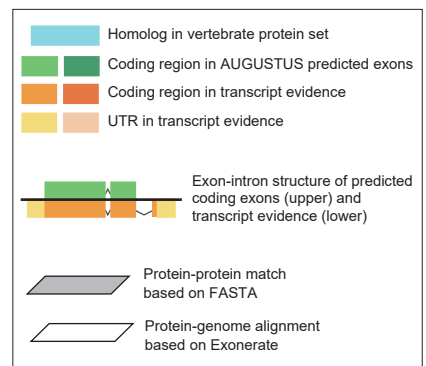 Homolog in vertebrate protein set
Coding region in AUGUSTUS predicted exons
Coding region in transcript evidence
UTR in transcript evidence
Exon-intron structure of predicted
coding exons (upper) and
transcript evidence (lower)
Protein-protein match
based on FASTA
Protein-genome alignment
based on Exonerate